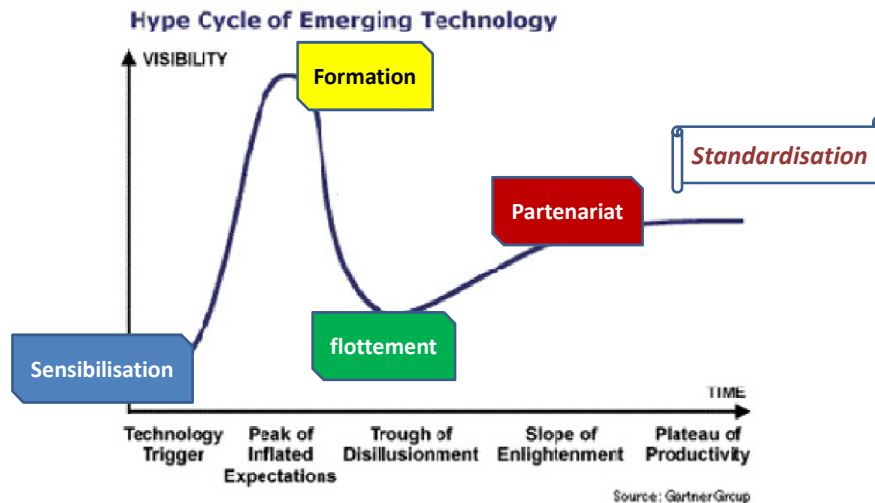 Hype Cycle of Emerging Technology
VISIBILITY
Formation
Standardisation
Partenariat
flottement
Sensibilisation
TIME
Technology
Trigger
Peak of
Inflated
Expectations
Trough of
Disillusionment
Slope of
Enlightenment
Plateau of
Productivity
Source: GartnerGroup